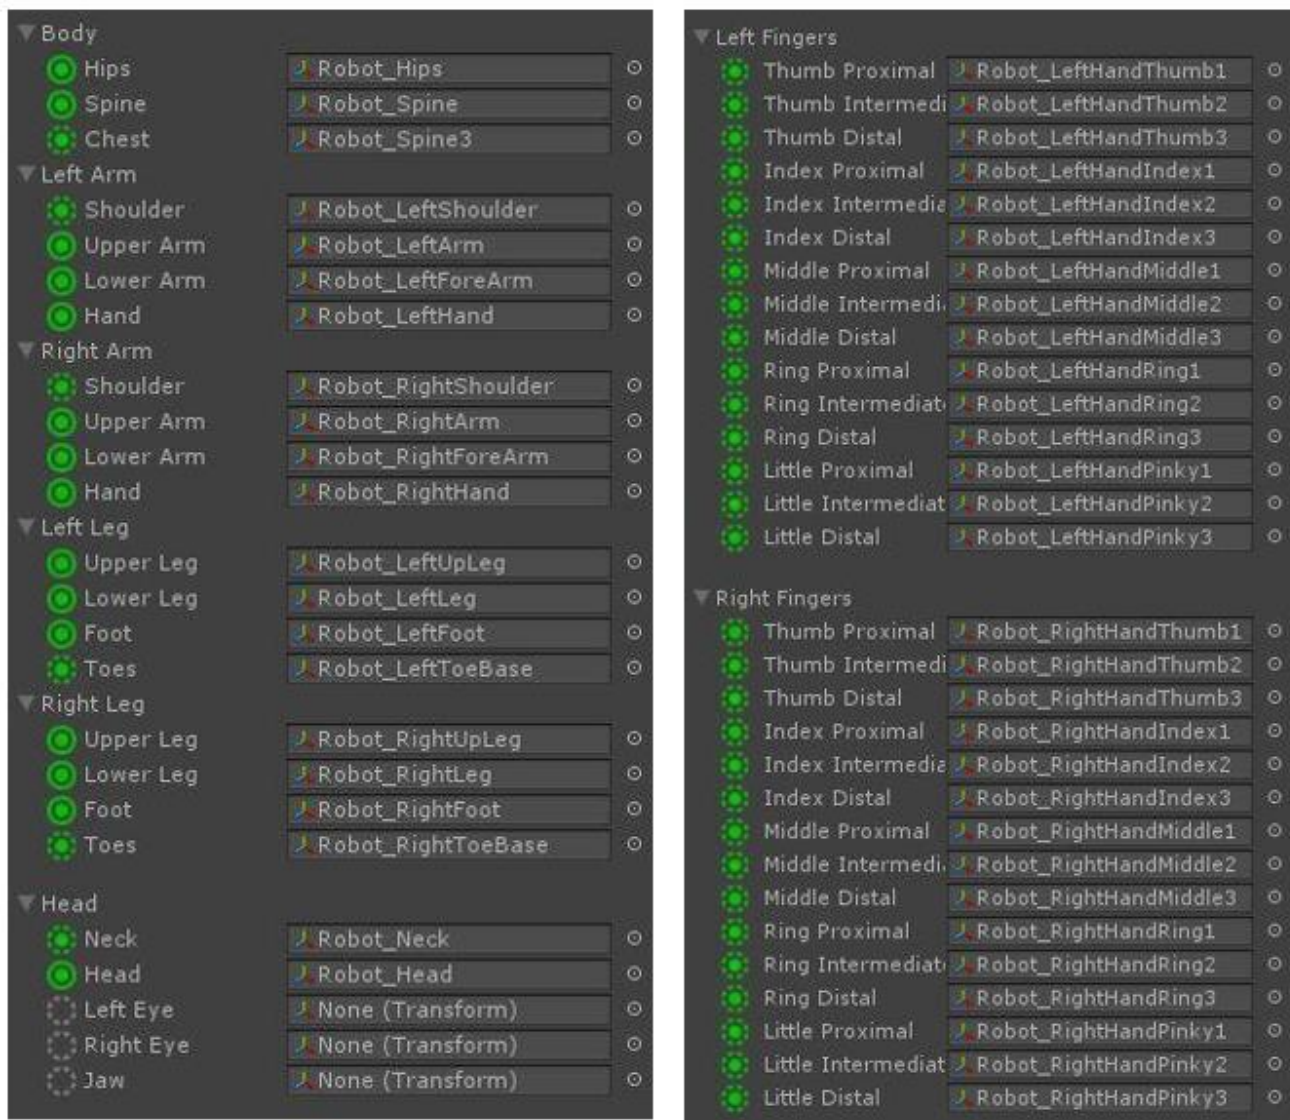 Body
Hips Robot_Hips
Spine Robot_Spine
Chest Robot_Spine3
Left Arm
Shoulder Robot_LeftShoulder
Upper Arm Robot_LeftArm
Lower Arm Robot_LeftForeArm
Hand Robot_LeftHand
Right Arm
Shoulder Robot_RightShoulder
Upper Arm Robot_RightArm
Lower Arm Robot_RightForeArm
Hand Robot_RightHand
Left Leg
Upper Leg Robot_LeftUpLeg
Lower Leg Robot_LeftLeg
Foot Robot_LeftFoot
Toes Robot_LeftToeBase
Right Leg
Upper Leg Robot_RightUpLeg
Lower Leg Robot_RightLeg
Foot Robot_RightFoot
Toes Robot_RightToeBase
Head
Neck Robot_Neck
Head Robot_Head
Left Eye None (Transform)
Right Eye None (Transform)
Jaw None (Transform)
Left Fingers
Thumb Proximal Robot_LeftHandThumb1
Thumb Intermedi Robot_LeftHandThumb2
Thumb Distal Robot_LeftHandThumb3
Index Proximal Robot_LeftHandIndex1
Index Intermedia Robot_LeftHandIndex2
Index Distal Robot_LeftHandIndex3
Middle Proximal Robot_LeftHandMiddle1
Middle Intermedi Robot_LeftHandMiddle2
Middle Distal Robot_LeftHandMiddle3
Ring Proximal Robot_LeftHandRing1
Ring Intermediat Robot_LeftHandRing2
Ring Distal Robot_LeftHandRing3
Little Proximal Robot_LeftHandPinky1
Little Intermediat Robot_LeftHandPinky2
Little Distal Robot_LeftHandPinky3
Right Fingers
Thumb Proximal Robot_RightHandThumb1
Thumb Intermedi Robot_RightHandThumb2
Thumb Distal Robot_RightHandThumb3
Index Proximal Robot_RightHandIndex1
Index Intermedia Robot_RightHandIndex2
Index Distal Robot_RightHandIndex3
Middle Proximal Robot_RightHandMiddle1
Middle Intermedi Robot_RightHandMiddle2
Middle Distal Robot_RightHandMiddle3
Ring Proximal Robot_RightHandRing1
Ring Intermediat Robot_RightHandRing2
Ring Distal Robot_RightHandRing3
Little Proximal Robot_RightHandPinky1
Little Intermediat Robot_RightHandPinky2
Little Distal Robot_RightHandPinky3